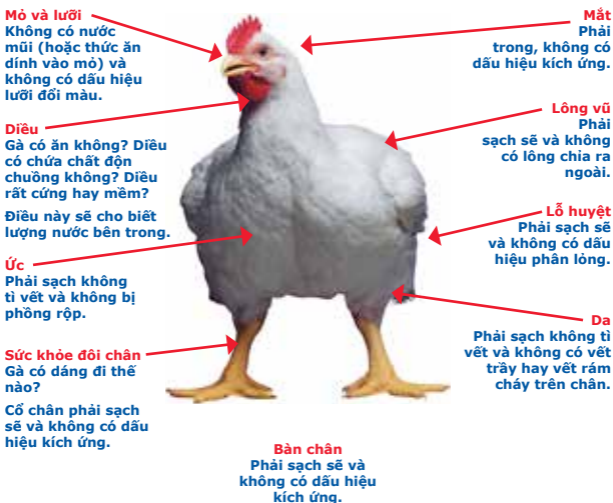 Mỏ và lưỡi
Không có nước
mũi (hoặc thức ăn
dính vào mỏ) và
không có dấu hiệu
lưỡi đổi màu.
Diều
Gà có ăn không? Diều
có chứa chất độn
chuồng không? Diều
rất cứng hay mềm?
Điều này sẽ cho biết
lượng nước bên trong.
Ức
Phải sạch không
tì vết và không bị
phồng rộp.
Sức khỏe đôi chân
Gà có dáng đi thế
nào?
Cổ chân phải sạch
sẽ và không có dấu
hiệu kích ứng.
Bàn chân
Phải sạch sẽ và
không có dấu hiệu
kích ứng.
Mắt
Phải
trong, không có
dấu hiệu kích ứng.
Lông vũ
Phải
sạch sẽ và không
có lông chia ra
ngoài.
Lỗ huyệt
Phải sạch sẽ
và không có dấu
hiệu phân lỏng.
Da
Phải sạch không tì
vết và không có vết
trầy hay vết rám
cháy trên chân.